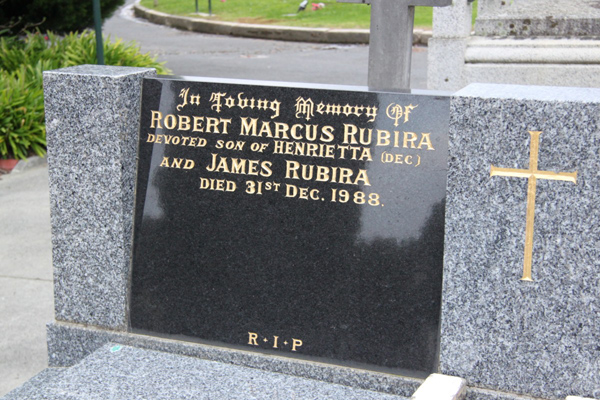 In Loving Memory Of
ROBERT MARCUS RUBIRA
DEVOTED SON OF HENRIETTA (DEC)
AND JAMES RUBIRA
DIED 31ST DEC. 1988.
R·I·P